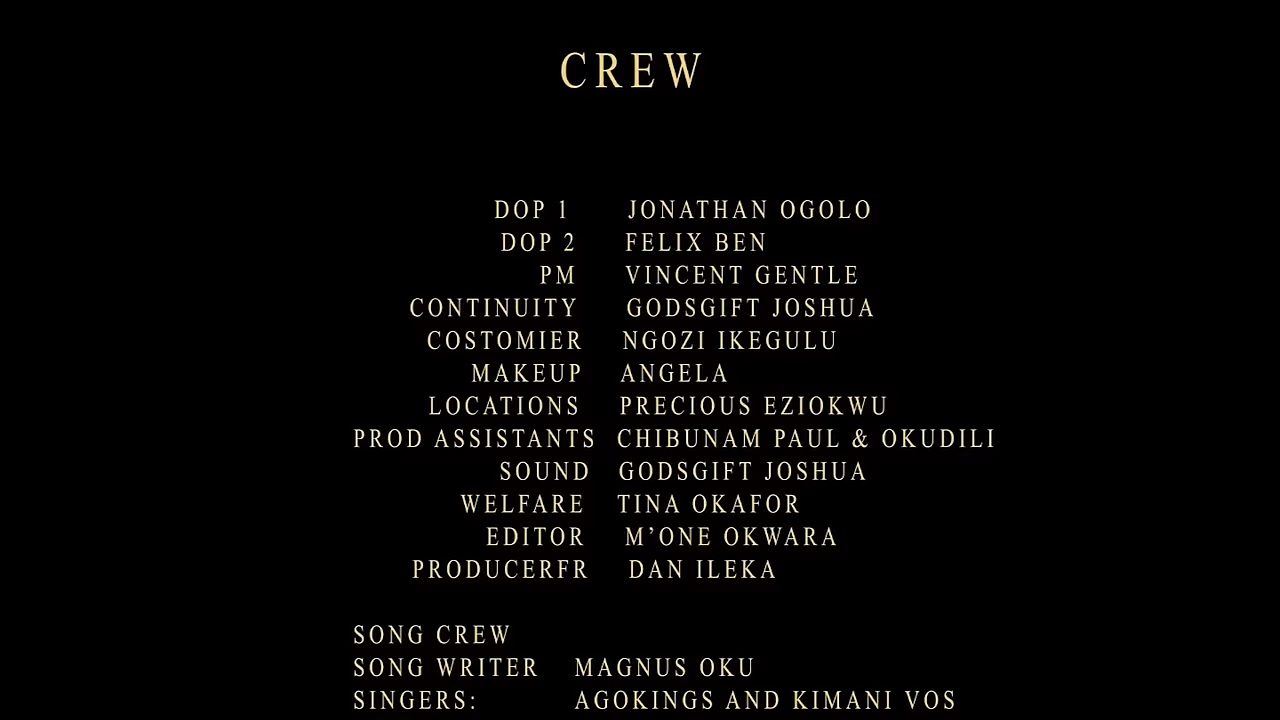 CREW
DOP 1 JONATHAN OGOLO
DOP 2 FELIX BEN
PM VINCENT GENTLE
CONTINUITY GODSGIFT JOSHUA
COSTOMIER NGOZI IKEGULU
MAKEUP ANGELA
LOCATIONS PRECIOUS EZIOKWU
PROD ASSISTANTS CHIBUNAM PAUL & OKUDILI
SOUND GODSGIFT JOSHUA
WELFARE TINA OKAFOR
EDITOR M’ONE OKWARA
PRODUCERFR DAN ILEKA
SONG CREW
SONG WRITER MAGNUS OKU
SINGERS: AGOKINGS AND KIMANI VOS